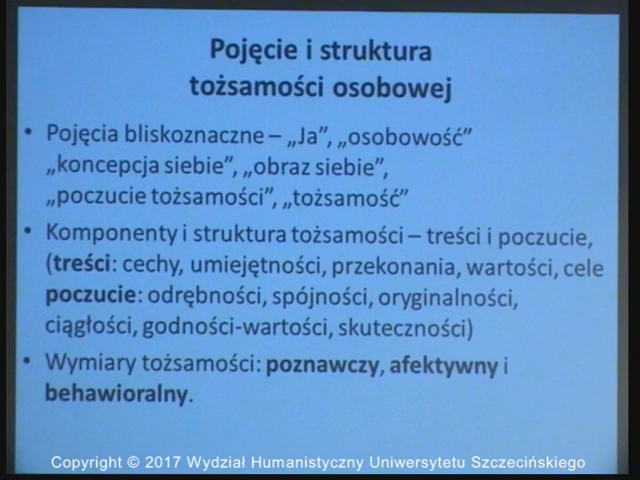 Pojęcie i struktura
tożsamości osobowej
• Pojęcia bliskoznaczne – „Ja”, „osobowość”
„koncepcja siebie”, „obraz siebie”,
„poczucie tożsamości”, „tożsamość”
• Komponenty i struktura tożsamości – treści i poczucie,
(treści: cechy, umiejętności, przekonania, wartości, cele
poczucie: odrębności, spójności, oryginalności,
ciągłości, godności-wartości, skuteczności)
• Wymiary tożsamości: poznawczy, afektywny i
behawioralny.
Copyright © 2017 Wydział Humanistyczny Uniwersytetu Szczecińskiego